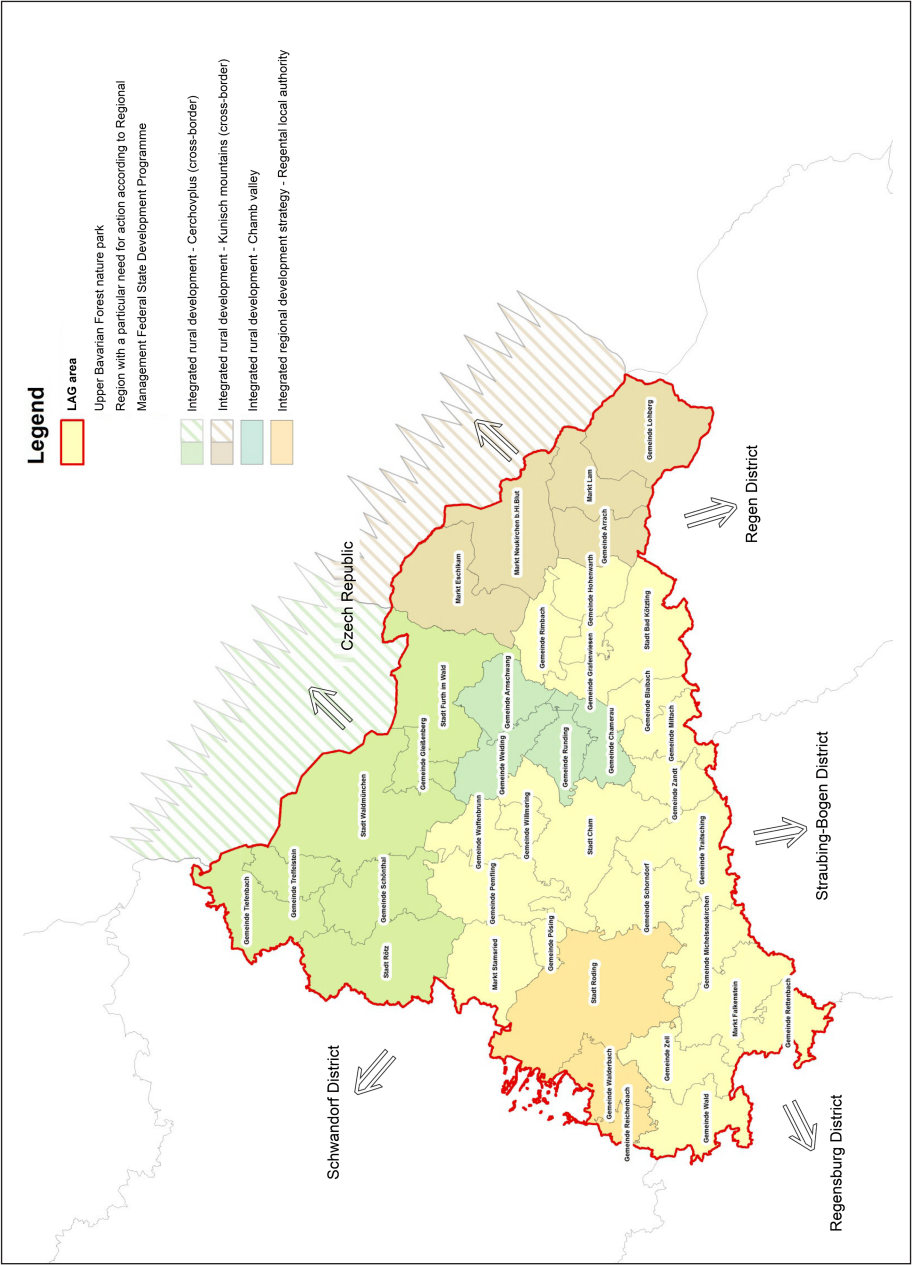 Legend
LAG area
Upper Bavarian Forest nature park
Region with a particular need for action according to Regional
Management Federal State Development Programme
Integrated rural development - Cerchovplus (cross-border)
Integrated rural development - Kunisch mountains (cross-border)
Integrated rural development - Chamb valley
Integrated regional development strategy - Regental local authority
Czech Republic
Schwandorf District
Regen District
Straubing-Bogen District
Regensburg District
Gemeinde Tiefenbach
Gemeinde Treffelstein
Stadt Waldmünchen
Gemeinde Schönthal
Stadt Rötz
Gemeinde Gleißenberg
Stadt Furth im Wald
Markt Eschlkam
Markt Neukirchen b.Hl.Blut
Markt Lam
Gemeinde Lohberg
Gemeinde Arrach
Gemeinde Hohenwarth
Gemeinde Rimbach
Gemeinde Grafenwiesen
Stadt Bad Kötzting
Gemeinde Arnschwang
Gemeinde Weiding
Gemeinde Runding
Gemeinde Chamerau
Gemeinde Blaibach
Gemeinde Miltach
Gemeinde Zandt
Gemeinde Waffenbrunn
Gemeinde Willmering
Stadt Cham
Gemeinde Traitsching
Gemeinde Pemfling
Gemeinde Schorndorf
Markt Stamsried
Gemeinde Pösing
Stadt Roding
Gemeinde Michelsneukirchen
Markt Falkenstein
Gemeinde Rettenbach
Gemeinde Zell
Gemeinde Walderbach
Gemeinde Reichenbach
Gemeinde Wald